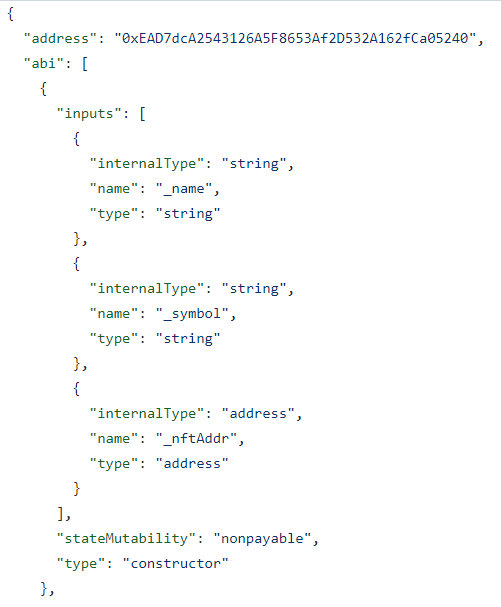 {
  "address": "0xEAD7dcA2543126A5F8653Af2D532A162fCa05240",
  "abi": [
    {
      "inputs": [
        {
          "internalType": "string",
          "name": "_name",
          "type": "string"
        },
        {
          "internalType": "string",
          "name": "_symbol",
          "type": "string"
        },
        {
          "internalType": "address",
          "name": "_nftAddr",
          "type": "address"
        }
      ],
      "stateMutability": "nonpayable",
      "type": "constructor"
    },